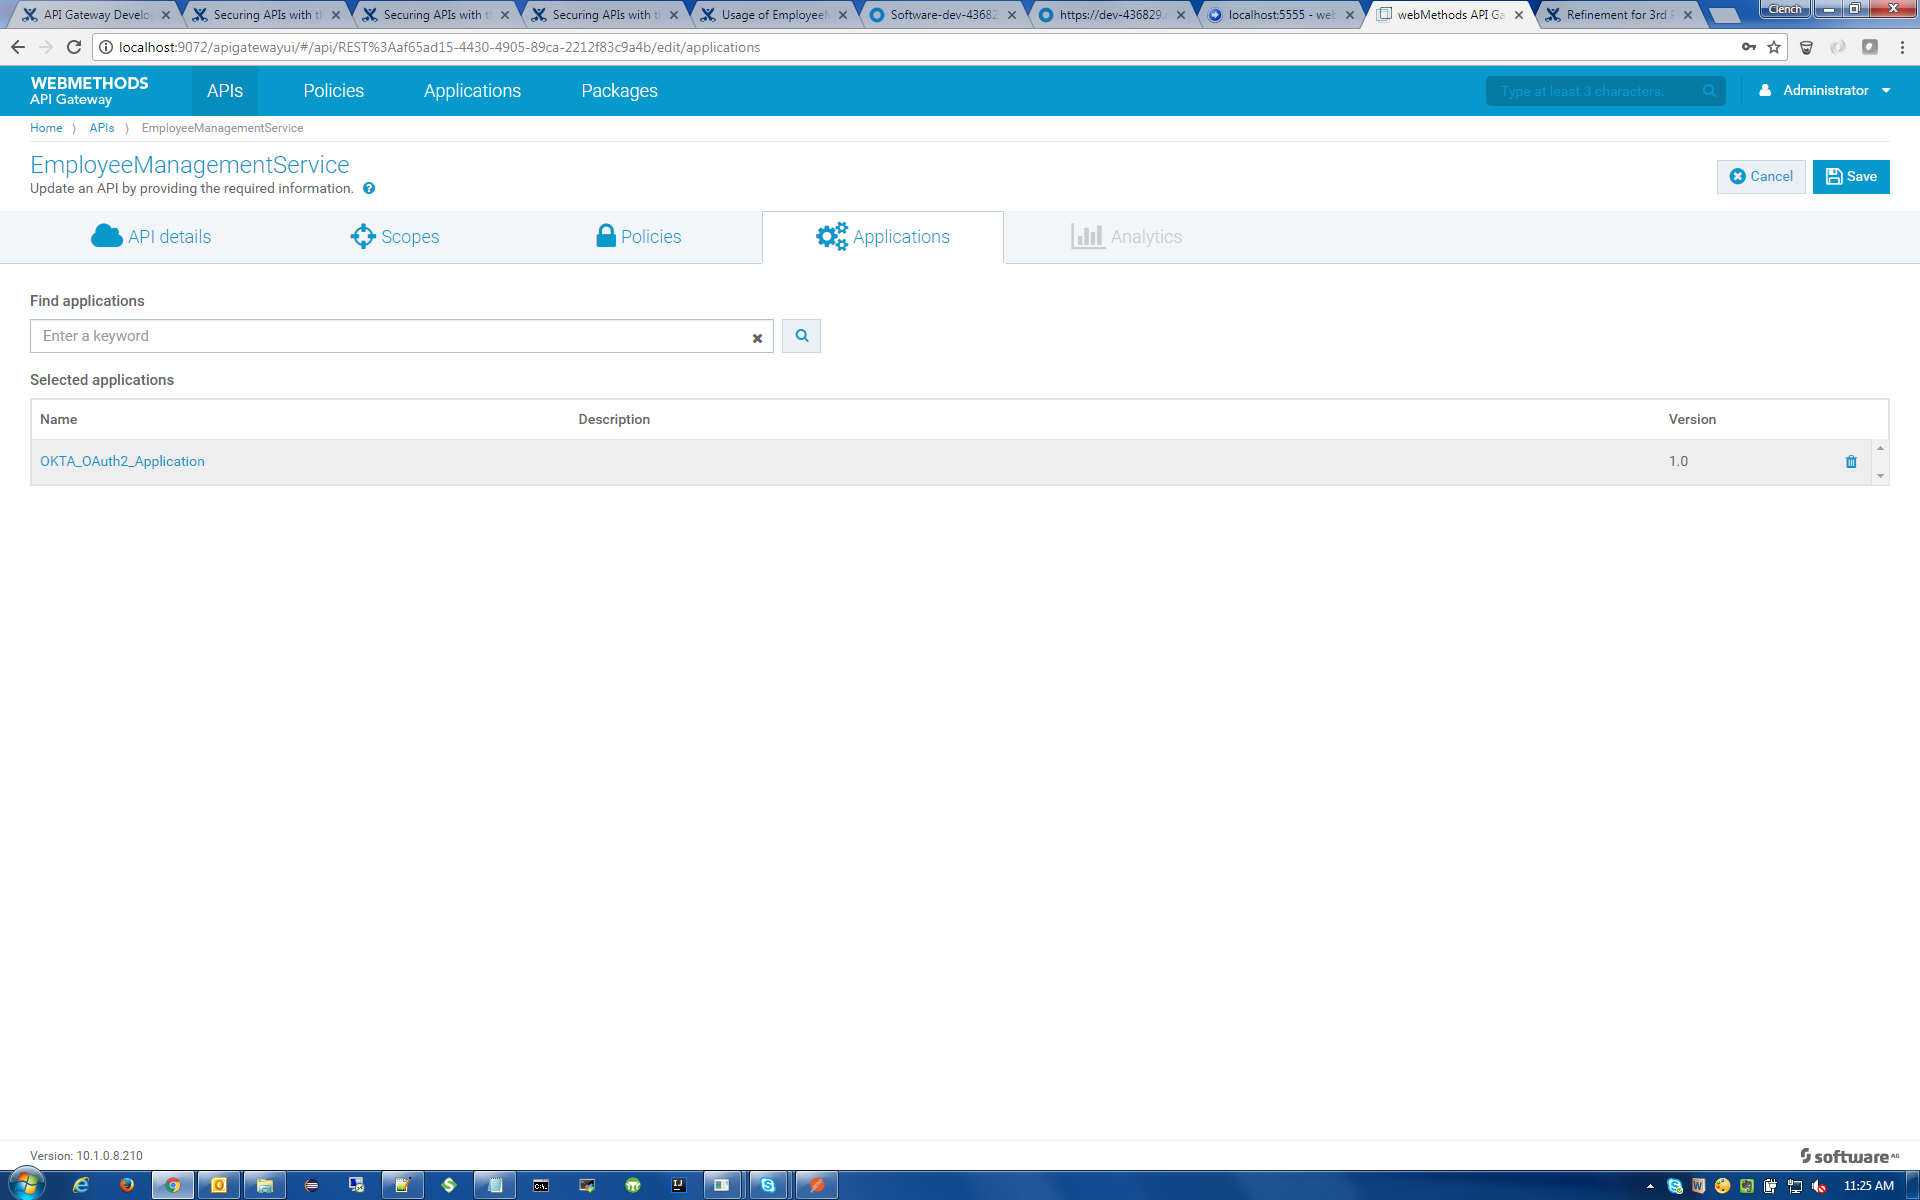 API Gateway Develo
Securing APIs with t
Securing APIs with t
Securing APIs with t
Usage of Employee
Software-dev-43682
https://dev-436829.
localhost:5555 - web
webMethods API Ga
Refinement for 3rd
Clench
localhost:9072/apigatewayui/#/api/REST%3Aaf65ad15-4430-4905-89ca-2212f83c9a4b/edit/applications
WEBMETHODS
API Gateway
APIs
Policies
Applications
Packages
Type at least 3 characters.
Administrator
Home ) APIs ) EmployeeManagementService
EmployeeManagementService
Update an API by providing the required information.
Cancel
Save
API details
Scopes
Policies
Applications
Analytics
Find applications
Enter a keyword
Selected applications
Name Description Version
OKTA_OAuth2_Application 1.0
Version: 10.1.0.8.210
software AG
11:25 AM